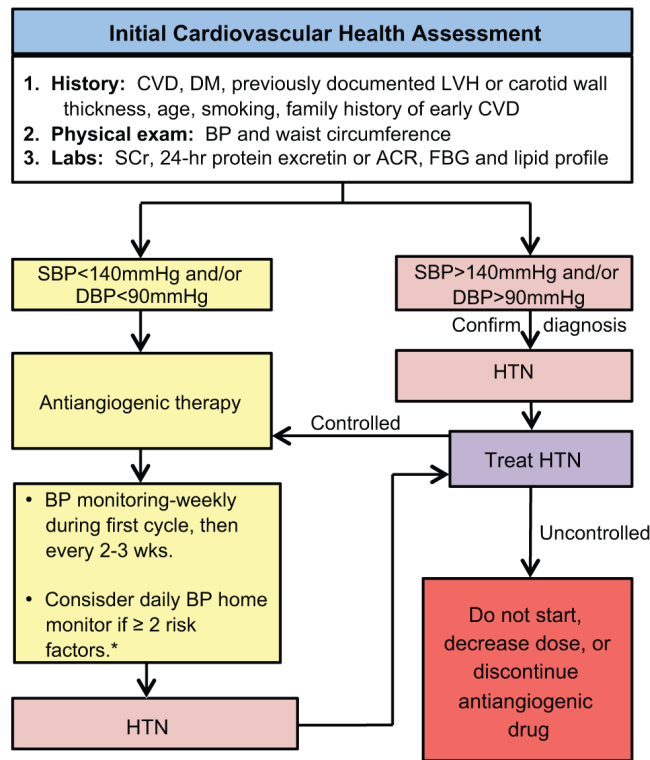 Initial Cardiovascular Health Assessment
1. History: CVD, DM, previously documented LVH or carotid wall
thickness, age, smoking, family history of early CVD
2. Physical exam: BP and waist circumference
3. Labs: SCr, 24-hr protein excretin or ACR, FBG and lipid profile
SBP<140mmHg and/or
DBP<90mmHg
SBP>140mmHg and/or
DBP>90mmHg
Confirm diagnosis
HTN
Antiangiogenic therapy
Controlled
Treat HTN
• BP monitoring-weekly
during first cycle, then
every 2-3 wks.
• Consisder daily BP home
monitor if ≥ 2 risk
factors.*
Uncontrolled
Do not start,
decrease dose, or
discontinue
antiangiogenic
drug
HTN